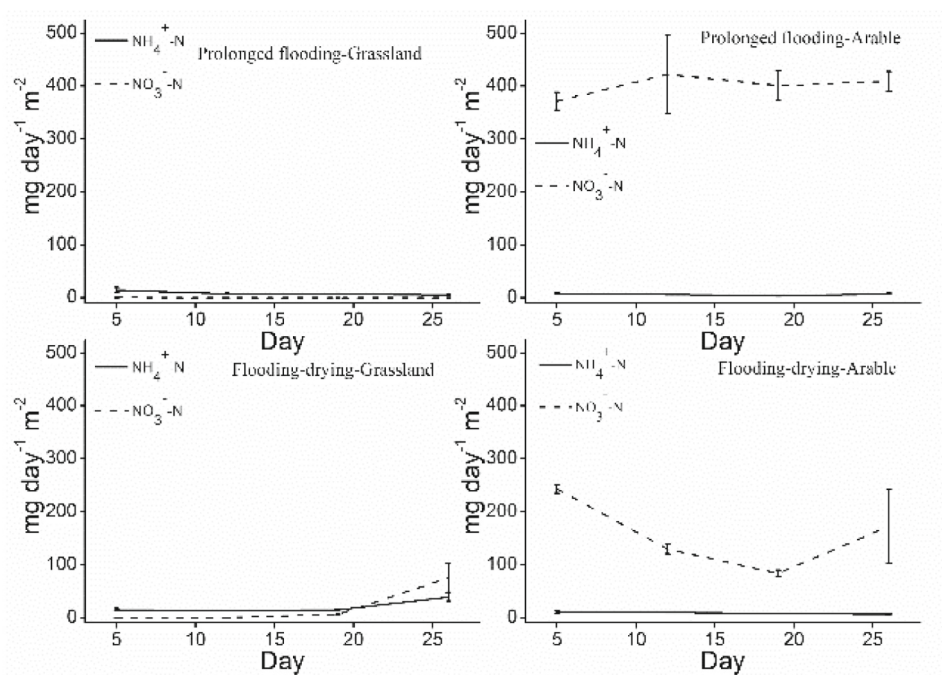 500
400
300
200
100
0
mg day⁻¹ m⁻²
NH₄⁺-N
NO₃⁻-N
Prolonged flooding-Grassland
5 10 15 20 25
Day
500
400
300
200
100
0
mg day⁻¹ m⁻²
Prolonged flooding-Arable
NH₄⁺-N
NO₃⁻-N
5 10 15 20 25
Day
500
400
300
200
100
0
mg day⁻¹ m⁻²
NH₄⁺-N
NO₃⁻-N
Flooding-drying-Grassland
5 10 15 20 25
Day
500
400
300
200
100
0
mg day⁻¹ m⁻²
NH₄⁺-N
NO₃⁻-N
Flooding-drying-Arable
5 10 15 20 25
Day